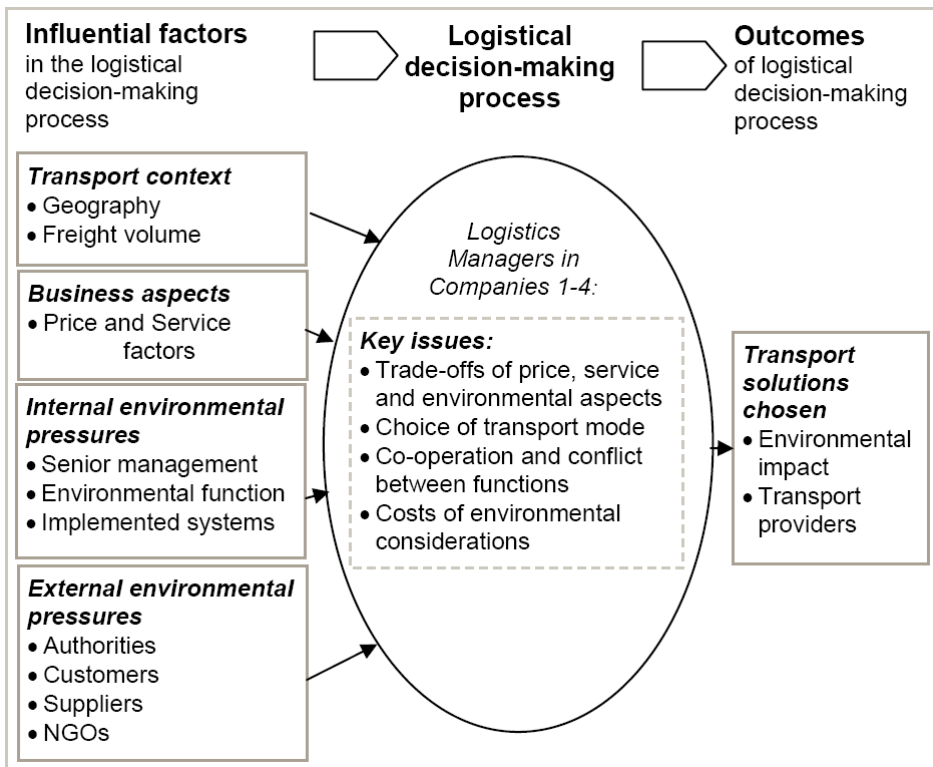 Influential factors
in the logistical
decision-making
process
Logistical
decision-making
process
Outcomes
of logistical
decision-making
process
Transport context
• Geography
• Freight volume
Business aspects
• Price and Service
factors
Internal environmental
pressures
• Senior management
• Environmental function
• Implemented systems
External environmental
pressures
• Authorities
• Customers
• Suppliers
• NGOs
Logistics
Managers in
Companies 1-4:
Key issues:
• Trade-offs of price, service
and environmental aspects
• Choice of transport mode
• Co-operation and conflict
between functions
• Costs of environmental
considerations
Transport
solutions
chosen
• Environmental
impact
• Transport
providers